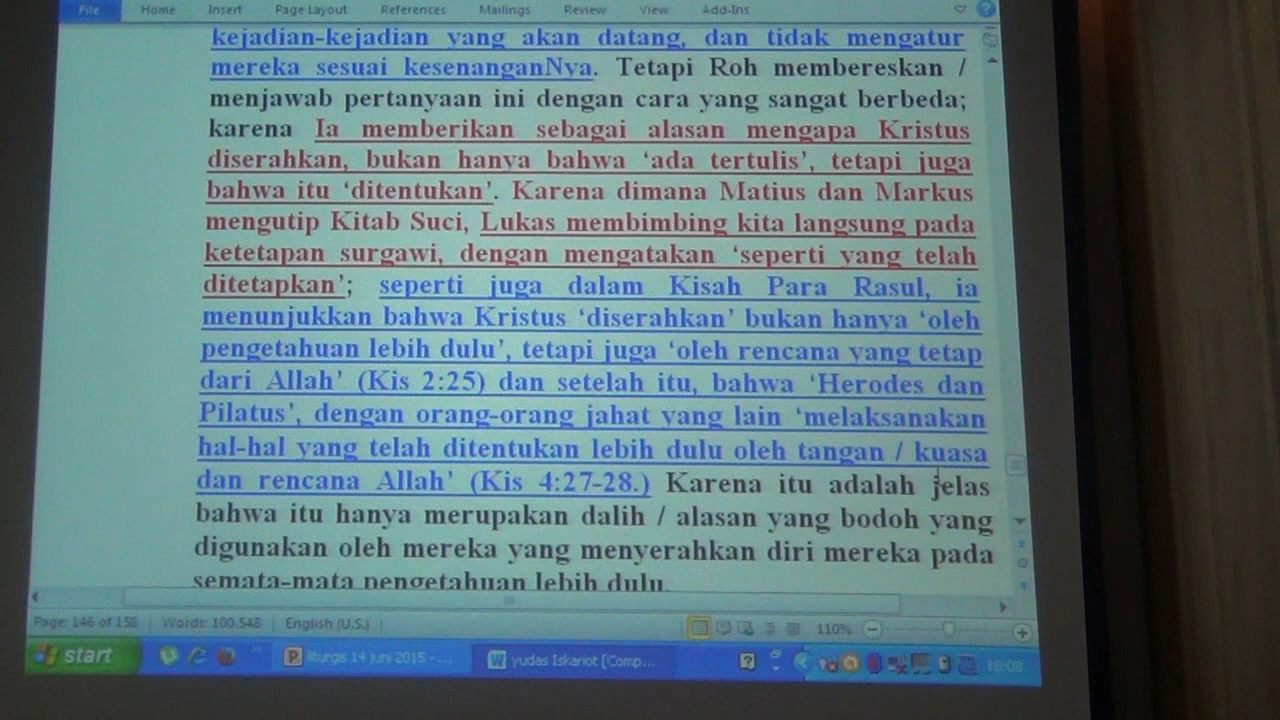 File Home Insert Page Layout References Mailings Review View Add-Ins
kejadian-kejadian yang akan datang, dan tidak mengatur
mereka sesuai kesenanganNya. Tetapi Roh membereskan /
menjawab pertanyaan ini dengan cara yang sangat berbeda;
karena Ia memberikan sebagai alasan mengapa Kristus
diserahkan, bukan hanya bahwa ‘ada tertulis’, tetapi juga
bahwa itu ‘ditentukan’. Karena dimana Matius dan Markus
mengutip Kitab Suci, Lukas membimbing kita langsung pada
ketetapan surgawi, dengan mengatakan ‘seperti yang telah
ditetapkan’; seperti juga dalam Kisah Para Rasul, ia
menunjukkan bahwa Kristus ‘diserahkan’ bukan hanya ‘oleh
pengetahuan lebih dulu’, tetapi juga ‘oleh rencana yang tetap
dari Allah’ (Kis 2:25) dan setelah itu, bahwa ‘Herodes dan
Pilatus’, dengan orang-orang jahat yang lain ‘melaksanakan
hal-hal yang telah ditentukan lebih dulu oleh tangan / kuasa
dan rencana Allah’ (Kis 4:27-28.) Karena itu adalah jelas
bahwa itu hanya merupakan dalih / alasan yang bodoh yang
digunakan oleh mereka yang menyerahkan diri mereka pada
semata-mata pengetahuan lebih dulu.
Page: 146 of 158 Words: 100.548 English (U.S.) 110%
start liturgis 14 juni 2015 - ... yudas Iskariot [Comp... 16:08